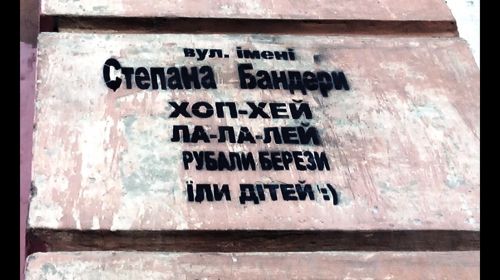 вул. імені
Степана Бандери
ХОП-ХЕЙ
ЛА-ЛА-ЛЕЙ
РУБАЛИ БЕРЕЗИ
ЇЛИ ДІТЕЙ :)